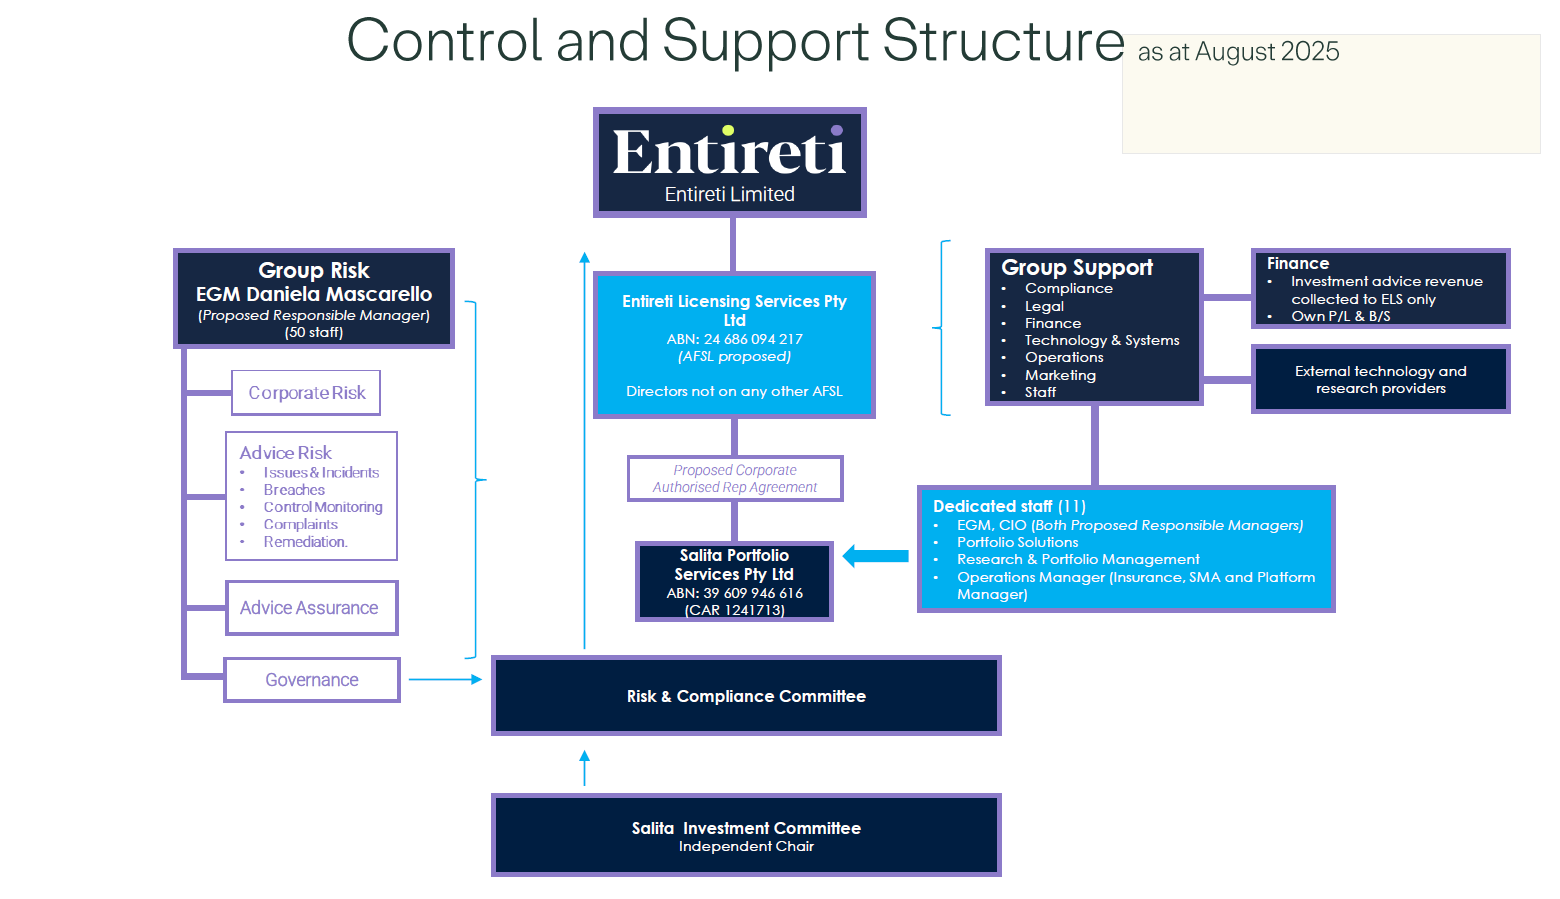 Control and Support Structure
as at August 2025
Entireti
Entireti Limited
Group Risk
EGM Daniela Mascarello
(Proposed Responsible Manager)
(50 staff)
Corporate Risk
Advice Risk
• Issues & Incidents
• Breaches
• Control Monitoring
• Complaints
• Remediation.
Advice Assurance
Governance
Entireti Licensing Services Pty
Ltd
ABN: 24 686 094 217
(AFSL proposed)
Directors not on any other AFSL
Proposed Corporate
Authorised Rep Agreement
Salita Portfolio
Services Pty Ltd
ABN: 39 609 946 616
(CAR 1241713)
Group Support
• Compliance
• Legal
• Finance
• Technology & Systems
• Operations
• Marketing
• Staff
Finance
• Investment advice revenue
collected to ELS only
• Own P/L & B/S
External technology and
research providers
Dedicated staff (11)
• EGM, CIO (Both Proposed Responsible Managers)
• Portfolio Solutions
• Research & Portfolio Management
• Operations Manager (Insurance, SMA and Platform
Manager)
Risk & Compliance Committee
Salita Investment Committee
Independent Chair